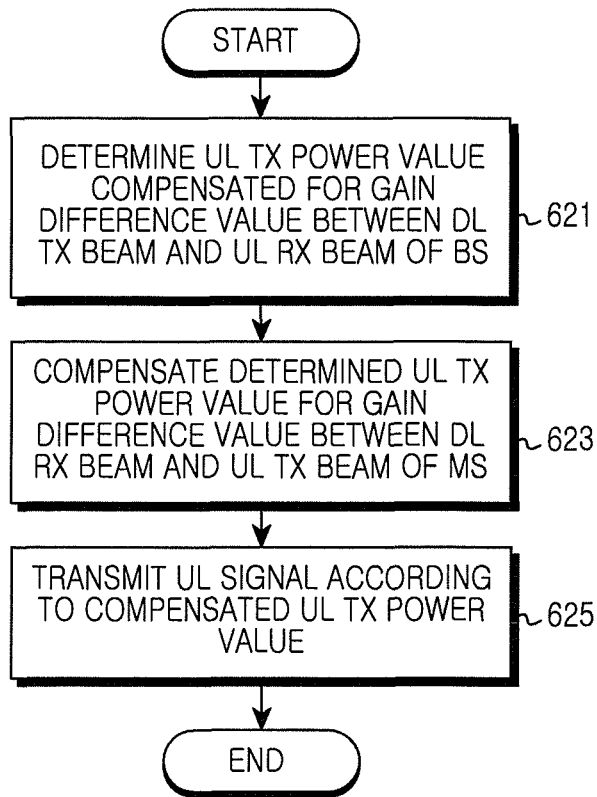 START
DETERMINE UL TX POWER VALUE
COMPENSATED FOR GAIN
DIFFERENCE VALUE BETWEEN DL
TX BEAM AND UL RX BEAM OF BS
621
COMPENSATE DETERMINED UL TX
POWER VALUE FOR GAIN
DIFFERENCE VALUE BETWEEN DL
RX BEAM AND UL TX BEAM OF MS
623
TRANSMIT UL SIGNAL ACCORDING
TO COMPENSATED UL TX POWER
VALUE
625
END